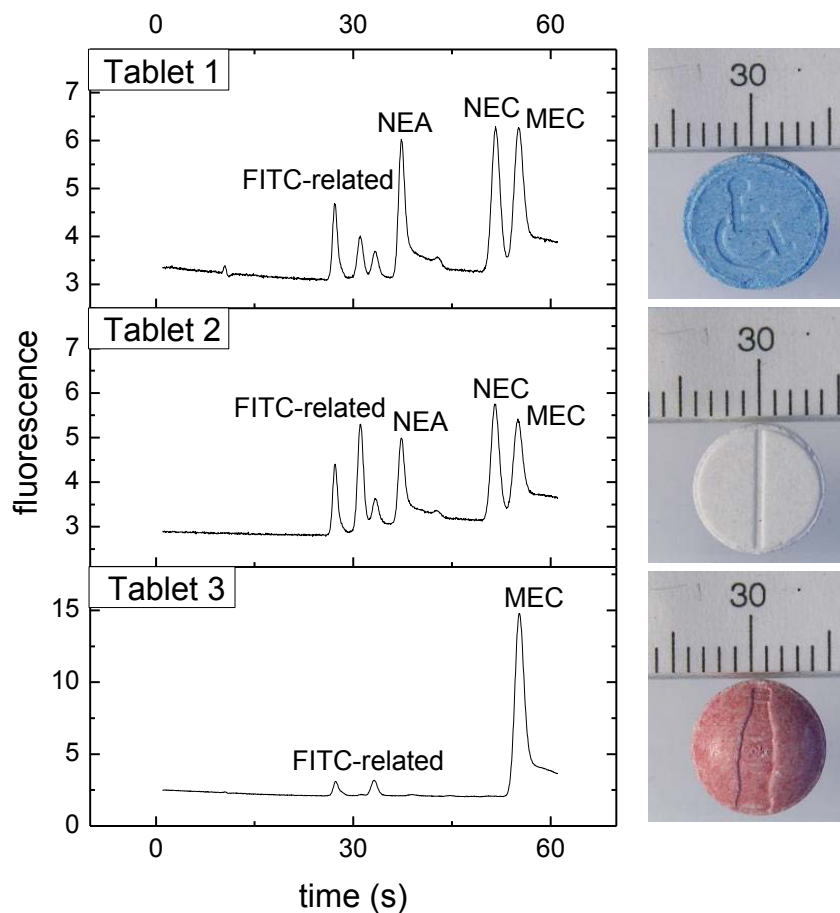 0 30 60
Tablet 1
7
6
5
4
3
FITC-related
NEA
NEC
MEC
30
Tablet 2
7
6
5
4
3
FITC-related
NEA
NEC
MEC
30
Tablet 3
15
10
5
0
FITC-related
MEC
30
fluorescence
0 30 60
time (s)